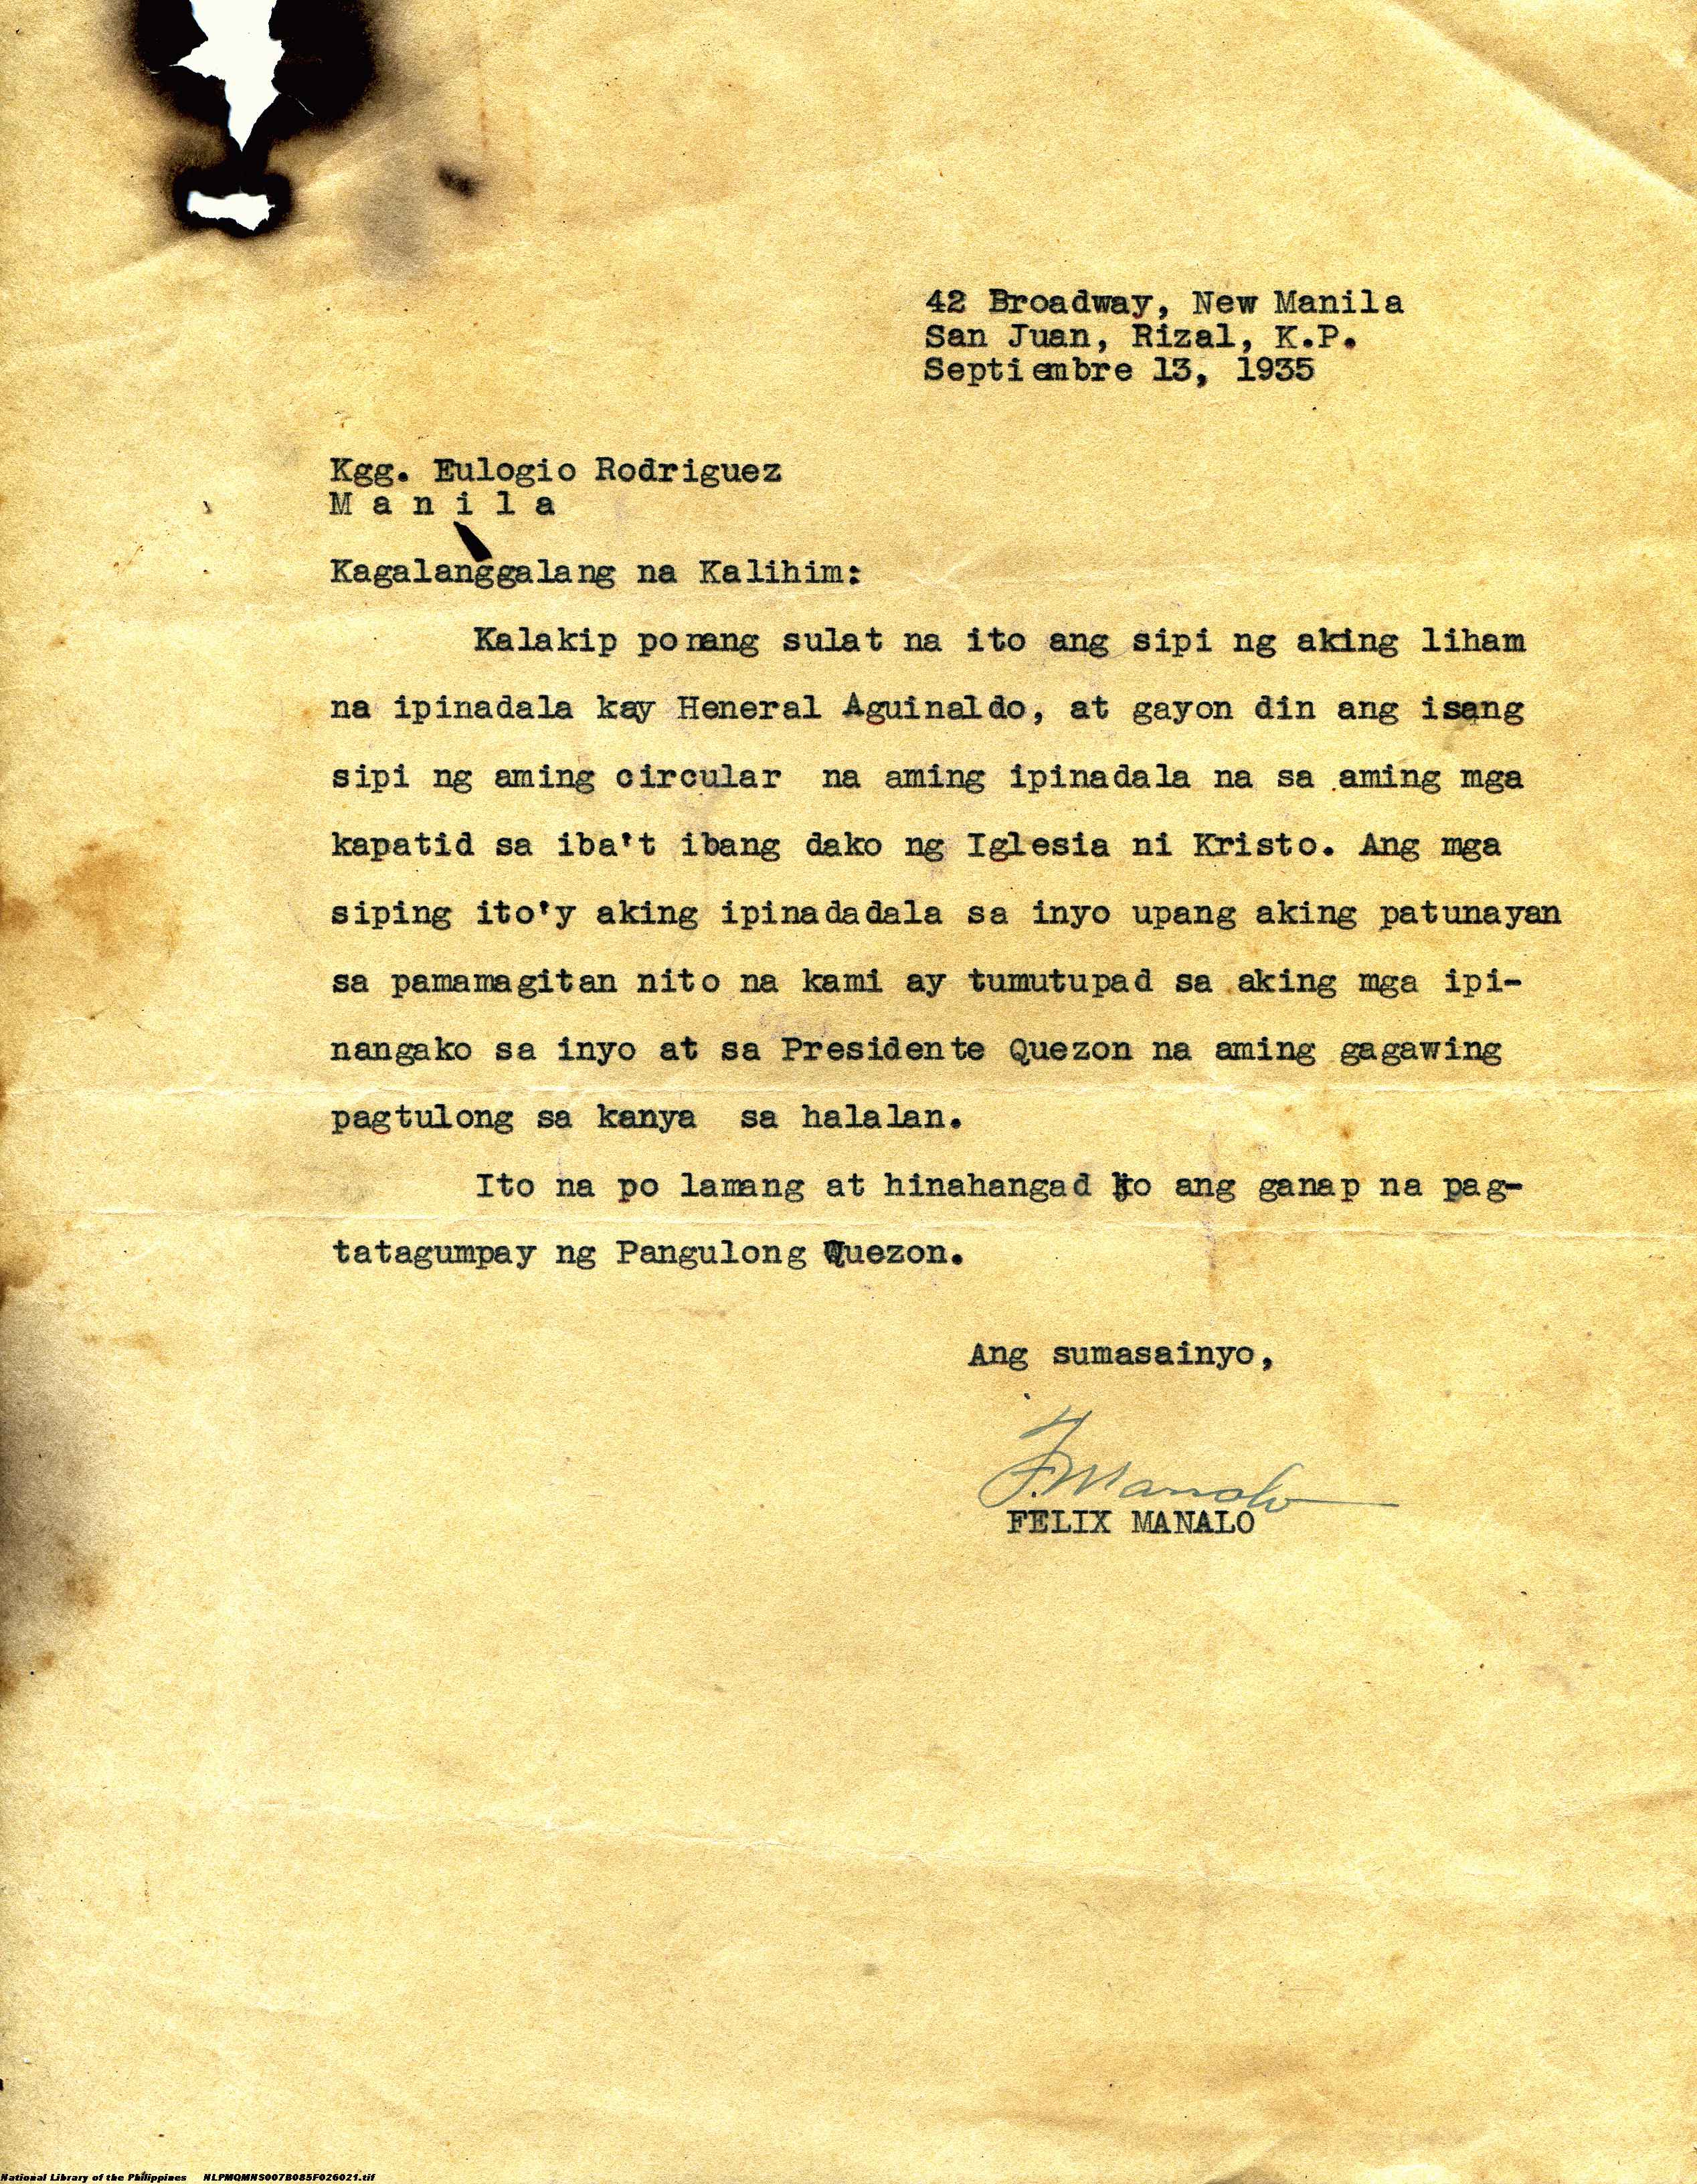 42 Broadway, New Manila
San Juan, Rizal, K.P.
Septiembre 13, 1935
Kgg. Eulogio Rodriguez
M a n i l a
Kagalanggalang na Kalihim:
Kalakip po nang sulat na ito ang sipi ng aking liham
na ipinadala kay Heneral Aguinaldo, at gayon din ang isang
sipi ng aming circular na aming ipinadala na sa aming mga
kapatid sa iba't ibang dako ng Iglesia ni Kristo. Ang mga
siping ito'y aking ipinadadala sa inyo upang aking patunayan
sa pamamagitan nito na kami ay tumutupad sa aking mga ipi-
nangako sa inyo at sa Presidente Quezon na aming gagawing
pagtulong sa kanya sa halalan.
Ito na po lamang at hinahangad ko ang ganap na pag-
tatagumpay ng Pangulong Quezon.
Ang sumasainyo,
F. Manalo
FELIX MANALO
National Library of the Philippines NLPMQMNS007B085F026021.tif